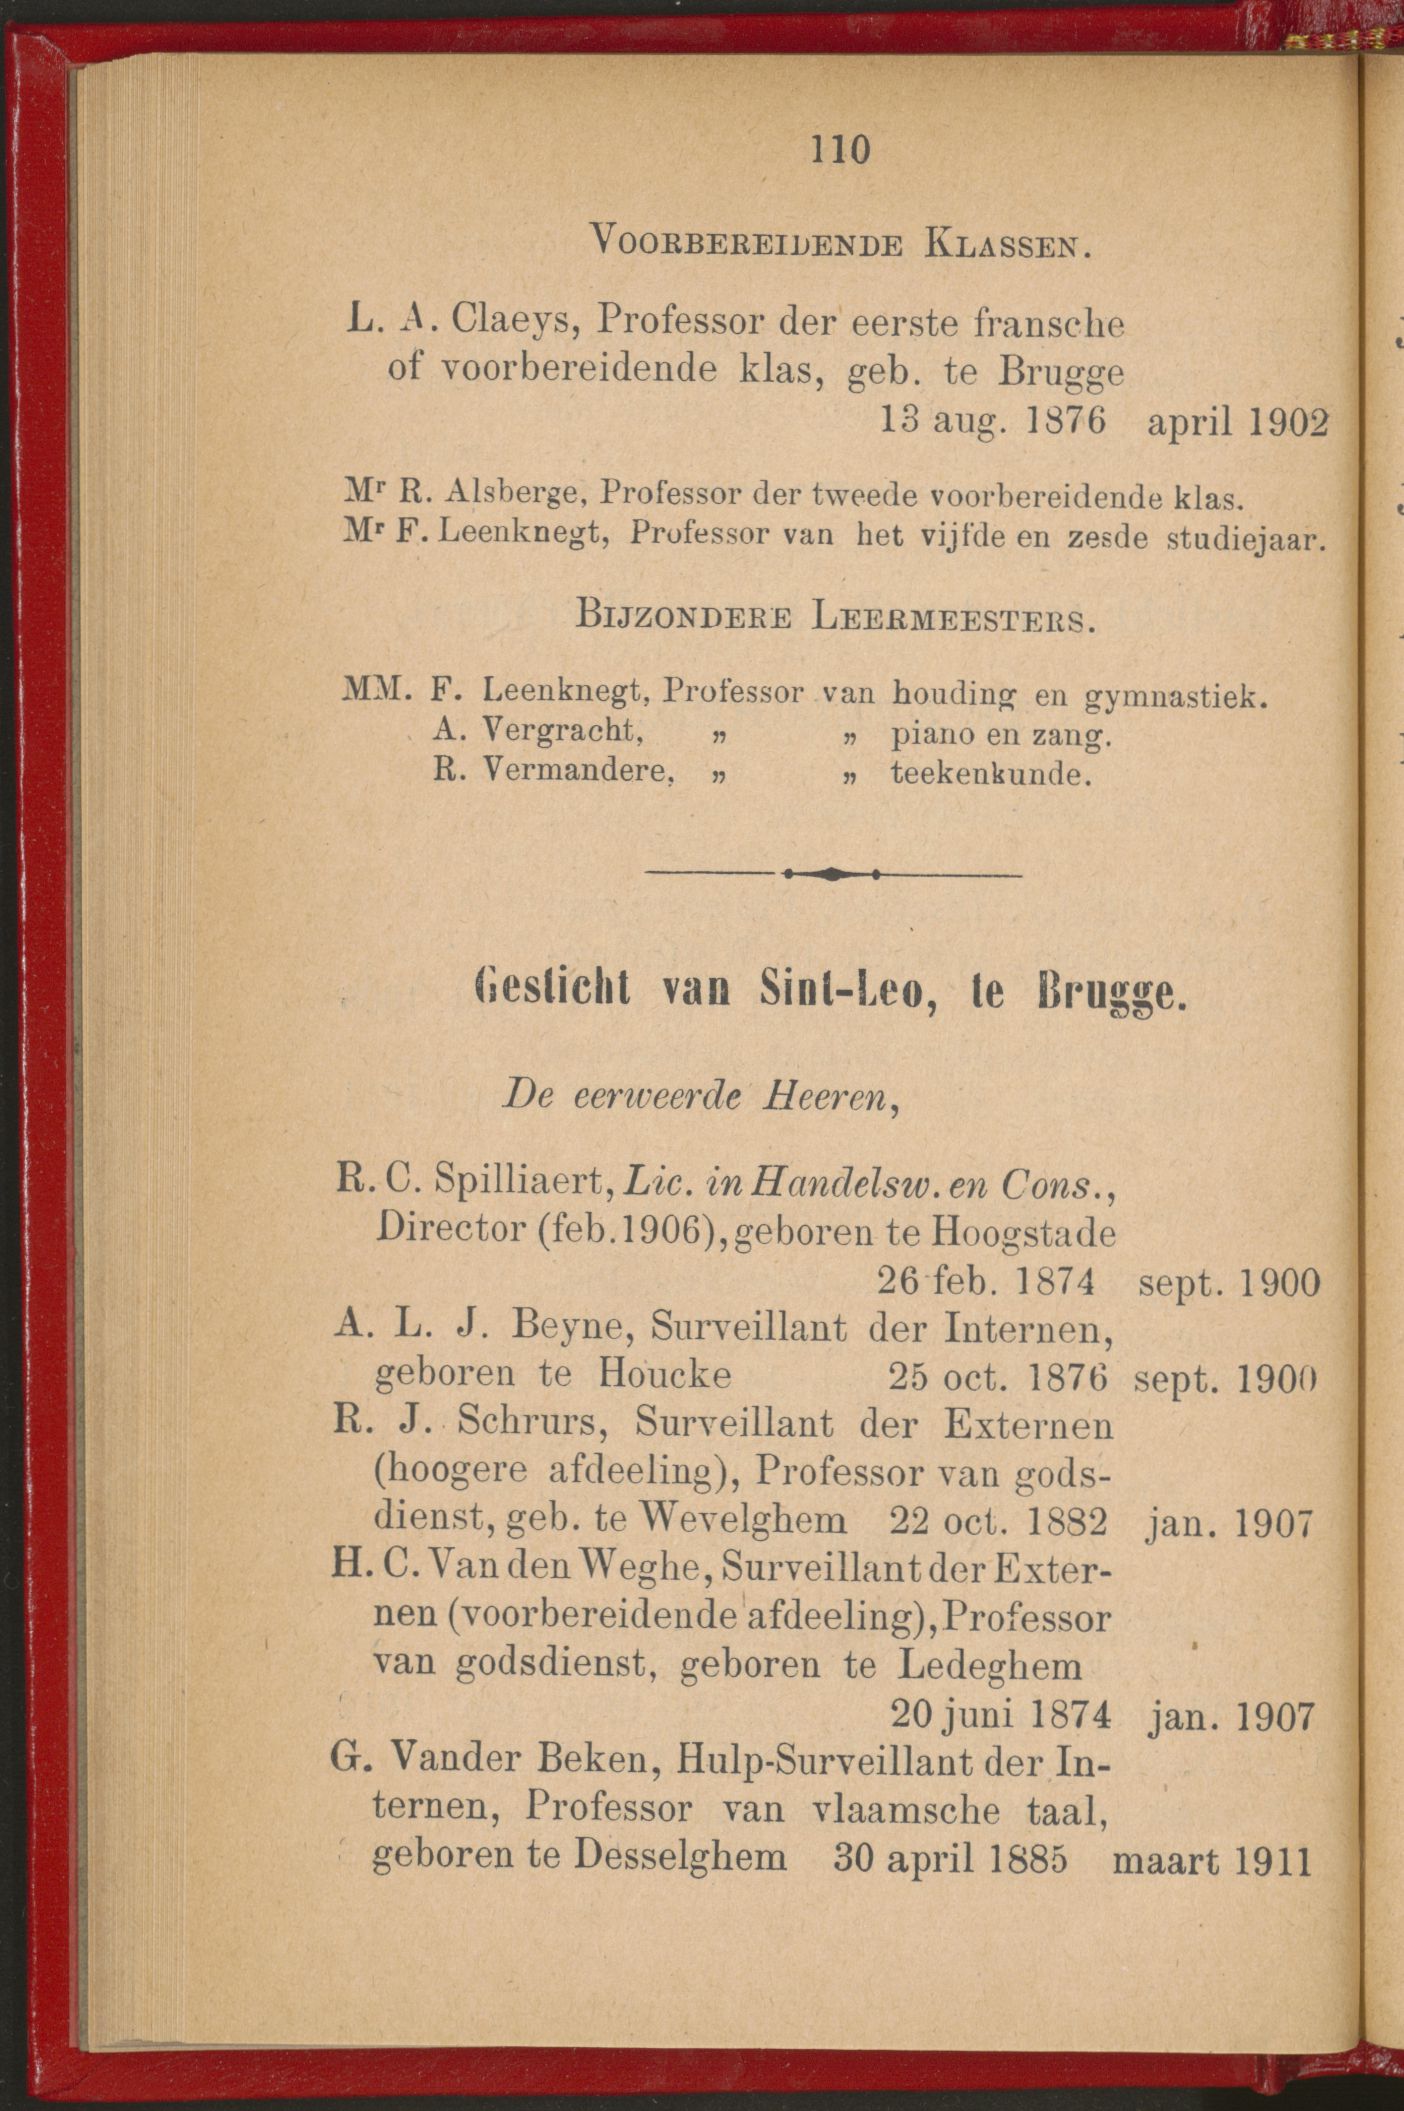 110
VOORBEREIDENDE KLASSEN.
L. A. Claeys, Professor der eerste fransche
of voorbereidende klas, geb. te Brugge
13 aug. 1876 april 1902
Mr R. Alsberge, Professor der tweede voorbereidende klas.
Mr F. Leenknegt, Professor van het vijfde en zesde studiejaar.
BIJZONDERE LEERMEESTERS.
MM. F. Leenknegt, Professor van houding en gymnastiek.
A. Vergracht, „ „ piano en zang.
R. Vermandere, „ „ teekenkunde.
Gesticht van Sint-Leo, te Brugge.
De eerweerde Heeren,
R. C. Spilliaert, Lic. in Handelsw. en Cons.,
Director (feb. 1906), geboren te Hoogstade
26 feb. 1874 sept. 1900
A. L. J. Beyne, Surveillant der Internen,
geboren te Houcke 25 oct. 1876 sept. 1900
R. J. Schrurs, Surveillant der Externen
(hoogere afdeeling), Professor van gods-
dienst, geb. te Wevelghem 22 oct. 1882 jan. 1907
H. C. Van den Weghe, Surveillant der Exter-
nen (voorbereidende afdeeling), Professor
van godsdienst, geboren te Ledeghem
20 juni 1874 jan. 1907
G. Vander Beken, Hulp-Surveillant der In-
ternen, Professor van vlaamsche taal,
geboren te Desselghem 30 april 1885 maart 1911